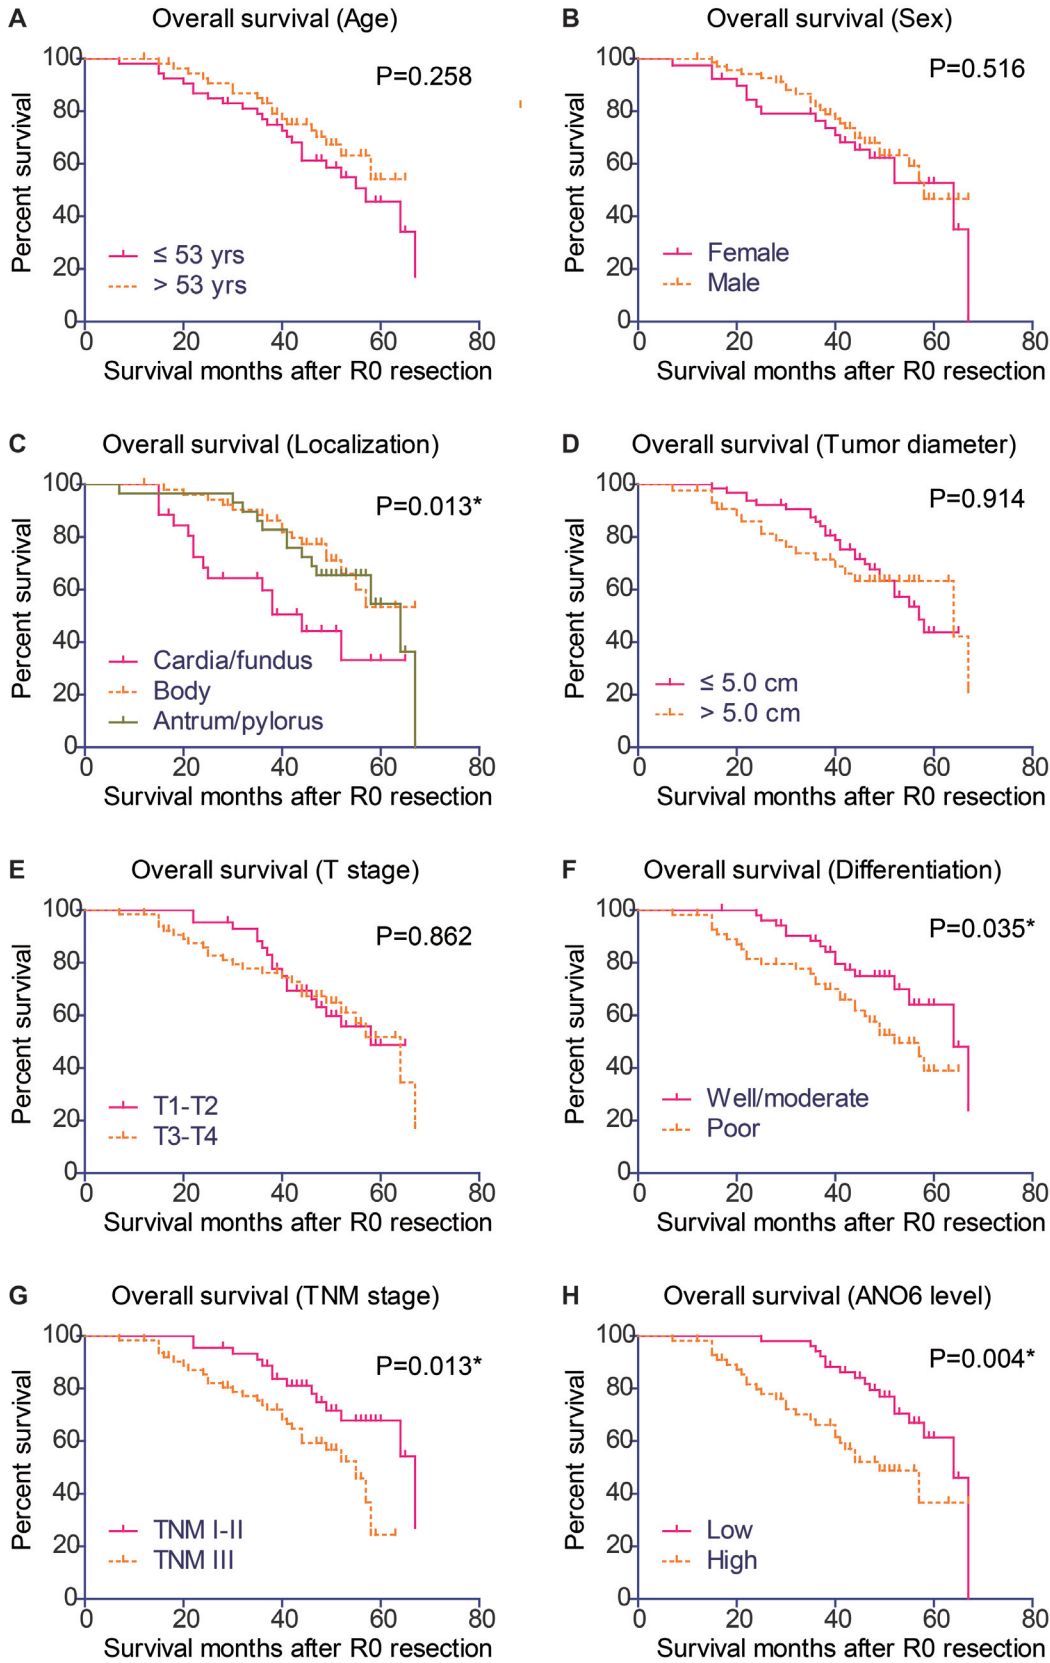 A Overall survival (Age)
P=0.258
Percent survival
100
80
60
40
20
0
≤ 53 yrs
> 53 yrs
0 20 40 60 80
Survival months after R0 resection
B Overall survival (Sex)
P=0.516
Percent survival
100
80
60
40
20
0
Female
Male
0 20 40 60 80
Survival months after R0 resection
C Overall survival (Localization)
P=0.013*
Percent survival
100
80
60
40
20
0
Cardia/fundus
Body
Antrum/pylorus
0 20 40 60 80
Survival months after R0 resection
D Overall survival (Tumor diameter)
P=0.914
Percent survival
100
80
60
40
20
0
≤ 5.0 cm
> 5.0 cm
0 20 40 60 80
Survival months after R0 resection
E Overall survival (T stage)
P=0.862
Percent survival
100
80
60
40
20
0
T1-T2
T3-T4
0 20 40 60 80
Survival months after R0 resection
F Overall survival (Differentiation)
P=0.035*
Percent survival
100
80
60
40
20
0
Well/moderate
Poor
0 20 40 60 80
Survival months after R0 resection
G Overall survival (TNM stage)
P=0.013*
Percent survival
100
80
60
40
20
0
TNM I-II
TNM III
0 20 40 60 80
Survival months after R0 resection
H Overall survival (ANO6 level)
P=0.004*
Percent survival
100
80
60
40
20
0
Low
High
0 20 40 60 80
Survival months after R0 resection